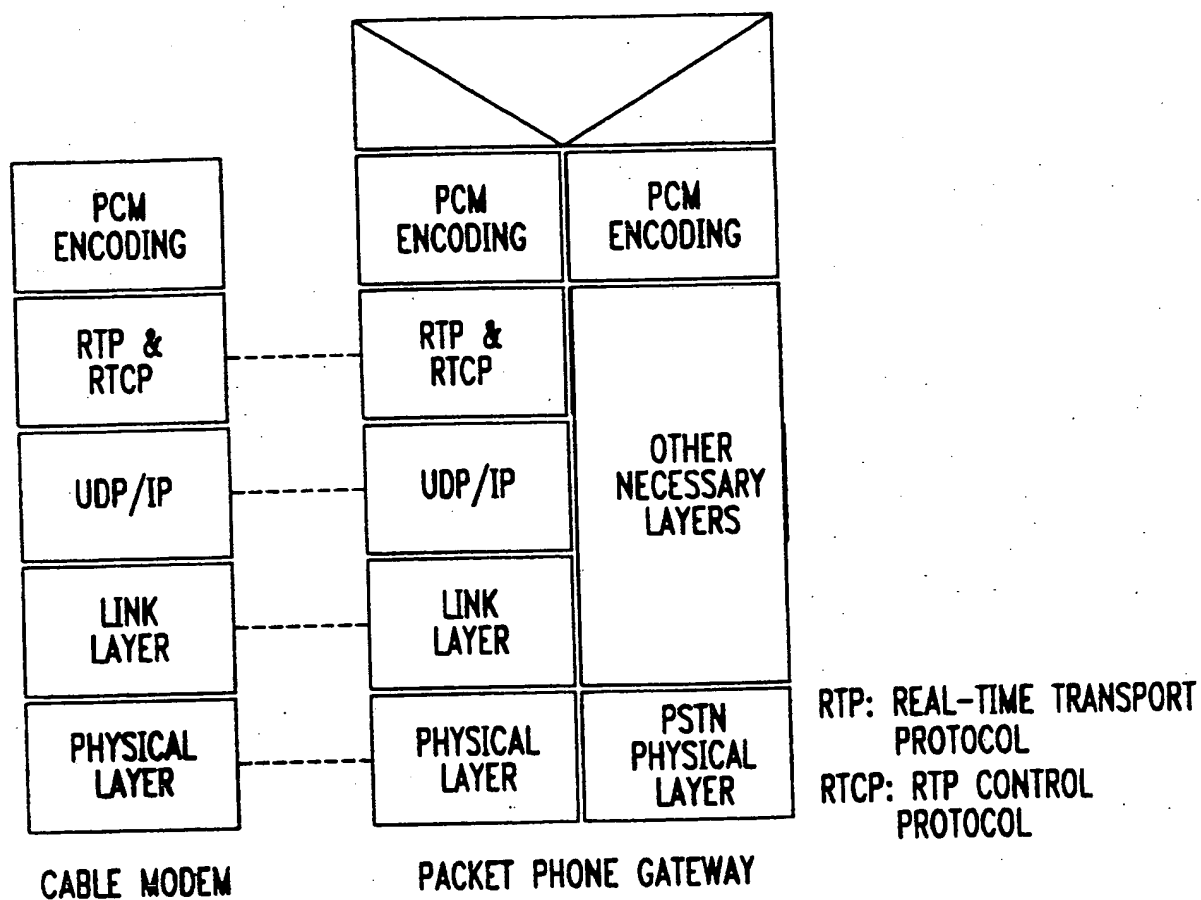 PCM
ENCODING
RTP &
RTCP
UDP/IP
LINK
LAYER
PHYSICAL
LAYER
CABLE MODEM
PCM
ENCODING
RTP &
RTCP
UDP/IP
LINK
LAYER
PHYSICAL
LAYER
PCM
ENCODING
OTHER
NECESSARY
LAYERS
PSTN
PHYSICAL
LAYER
PACKET PHONE GATEWAY
RTP: REAL-TIME TRANSPORT
PROTOCOL
RTCP: RTP CONTROL
PROTOCOL